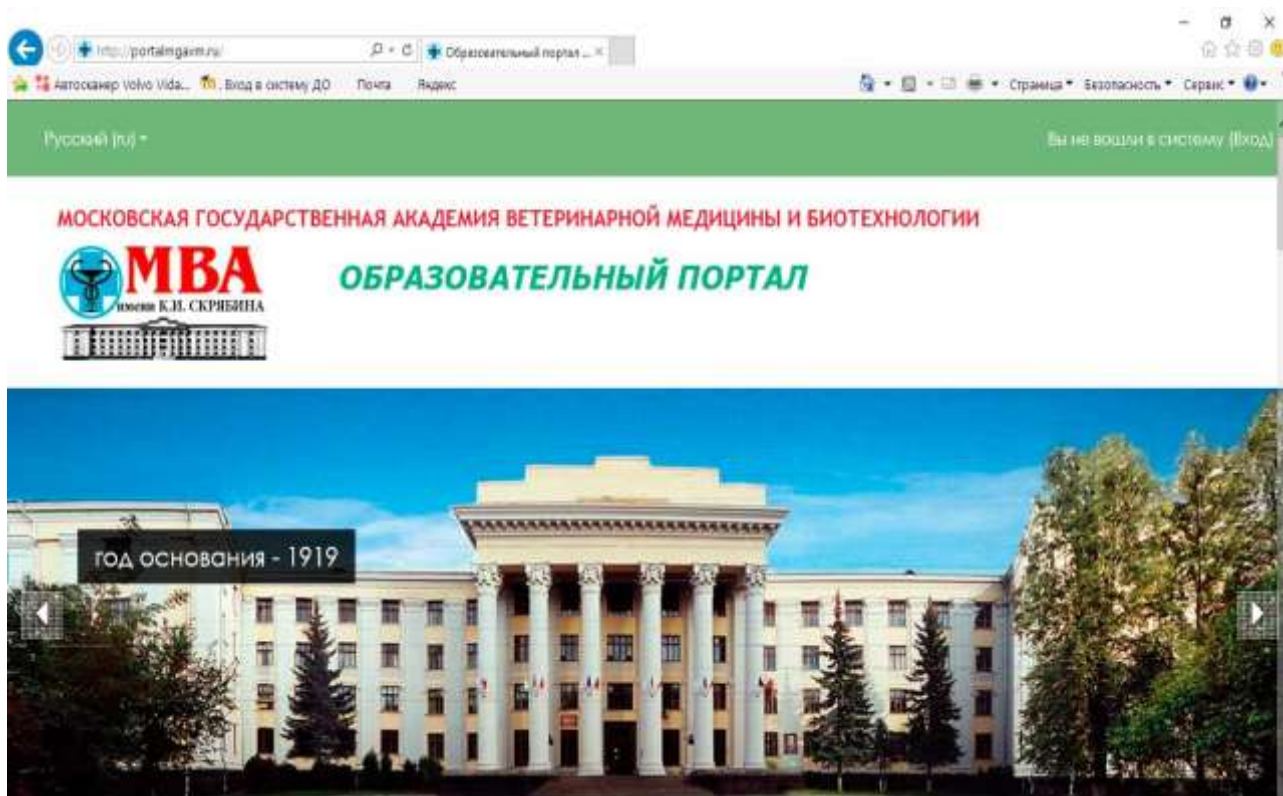 http://portalmgavm.ru/
Образовательный портал ...
Автосканер Volvo Vida...
Вход в систему ДО
Почта
Яндекс
Страница
Безопасность
Сервис
Русский (ru)
Вы не вошли в систему (Вход)
МОСКОВСКАЯ ГОСУДАРСТВЕННАЯ АКАДЕМИЯ ВЕТЕРИНАРНОЙ МЕДИЦИНЫ И БИОТЕХНОЛОГИИ
МВА
имени К.И. СКРЯБИНА
ОБРАЗОВАТЕЛЬНЫЙ ПОРТАЛ
год основания - 1919